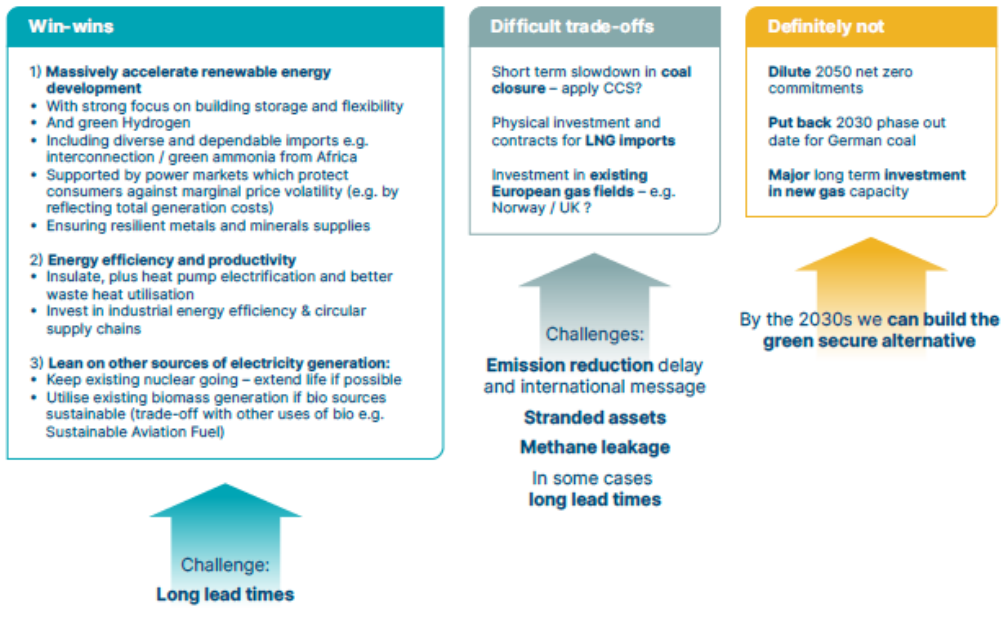 Win-wins
1) Massively accelerate renewable energy
development
• With strong focus on building storage and flexibility
• And green Hydrogen
• Including diverse and dependable imports e.g.
interconnection / green ammonia from Africa
• Supported by power markets which protect
consumers against marginal price volatility (e.g. by
reflecting total generation costs)
• Ensuring resilient metals and minerals supplies
2) Energy efficiency and productivity
• Insulate, plus heat pump electrification and better
waste heat utilisation
• Invest in industrial energy efficiency & circular
supply chains
3) Lean on other sources of electricity generation:
• Keep existing nuclear going – extend life if possible
• Utilise existing biomass generation if bio sources
sustainable (trade-off with other uses of bio e.g.
Sustainable Aviation Fuel)
Challenge:
Long lead times
Difficult trade-offs
Short term slowdown in coal
closure – apply CCS?
Physical investment and
contracts for LNG imports
Investment in existing
European gas fields – e.g.
Norway / UK ?
Challenges:
Emission reduction delay
and international message
Stranded assets
Methane leakage
In some cases
long lead times
Definitely not
Dilute 2050 net zero
commitments
Put back 2030 phase out
date for German coal
Major long term investment
in new gas capacity
By the 2030s we can build the
green secure alternative